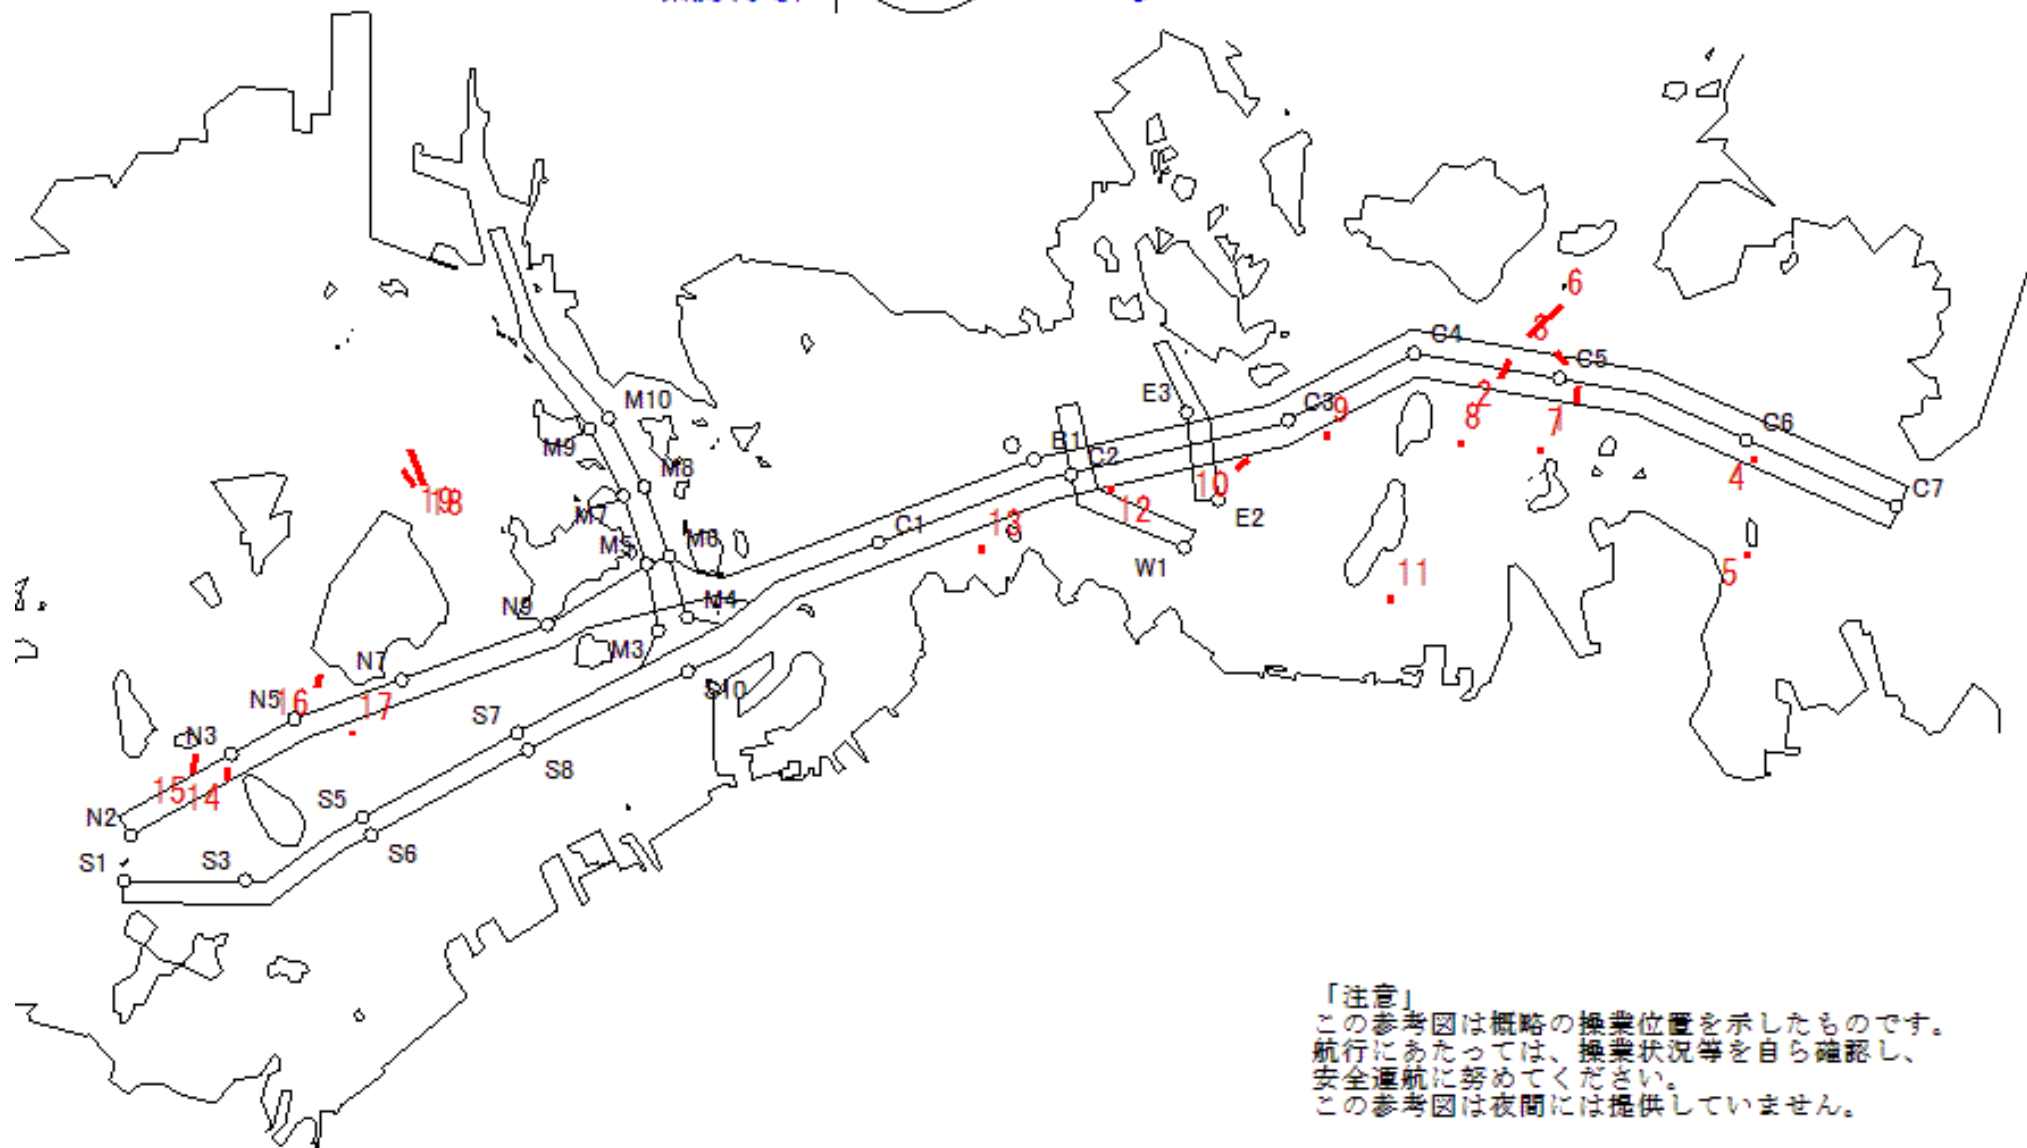 6
3
C4
C5
2
M10
E3
C3
9
8
7
1
C6
M9
B1
M8
C2
4
10
C7
19
18
M7
12
E2
C1
13
M5
M6
W1
5
11
N9
M4
M3
N7
S10
16
N5
17
N3
S7
S8
15
14
S5
N2
S6
S1
S3
「注意」
この参考図は概略の操業位置を示したものです。
航行にあたっては、操業状況等を自ら確認し、
安全運航に努めてください。
この参考図は夜間には提供していません。